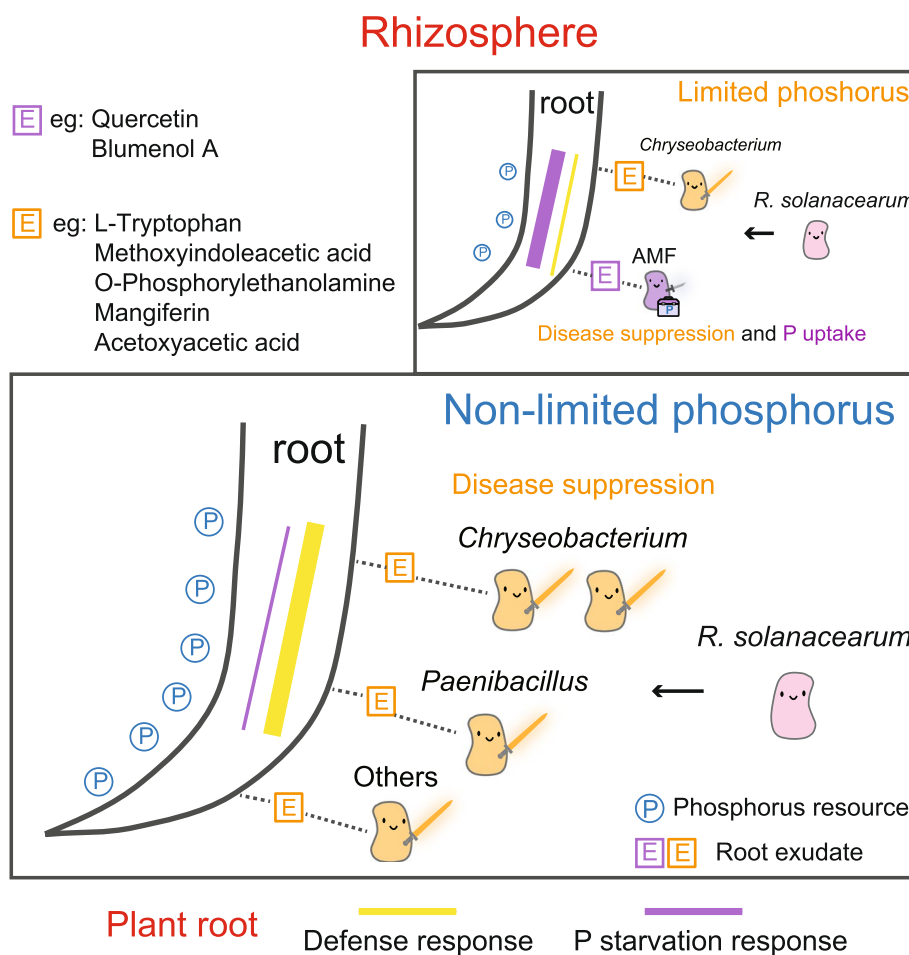 Rhizosphere
E eg: Quercetin
Blumenol A
E eg: L-Tryptophan
Methoxyindoleacetic acid
O-Phosphorylethanolamine
Mangiferin
Acetoxyacetic acid
Limited phoshorus
root
P
P
P
E
Chryseobacterium
R. solanacearum
E
AMF
P
Disease suppression and P uptake
Non-limited phosphorus
root
Disease suppression
P
P
P
P
P
P
E
Chryseobacterium
R. solanacearum
E
Paenibacillus
E
Others
P Phosphorus resource
E E Root exudate
Plant root
Defense response
P starvation response